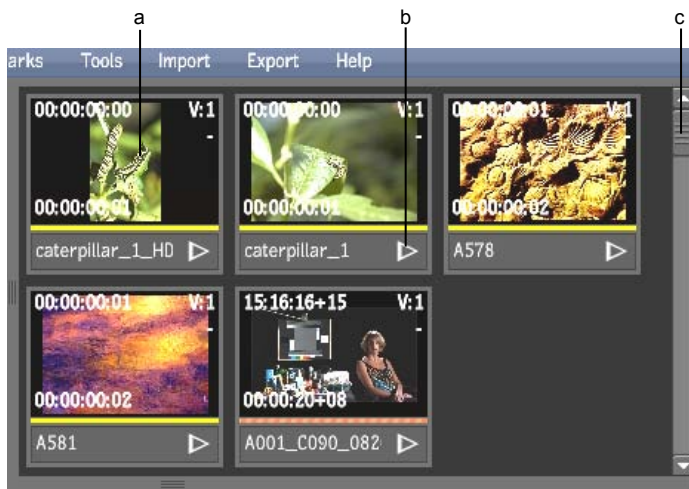 a b c
arks Tools Import Export Help
00:00:00:00 V:1 00:00:00:00 V:1 00:00:00:01 V:1
- - -
00:00:00:01 00:00:00:01 00:00:00:02
caterpillar_1_HD caterpillar_1 A578
00:00:00:01 V:1 15:16:16+15 V:1
- -
00:00:00:02 00:00:20+08
A581 A001_C090_082